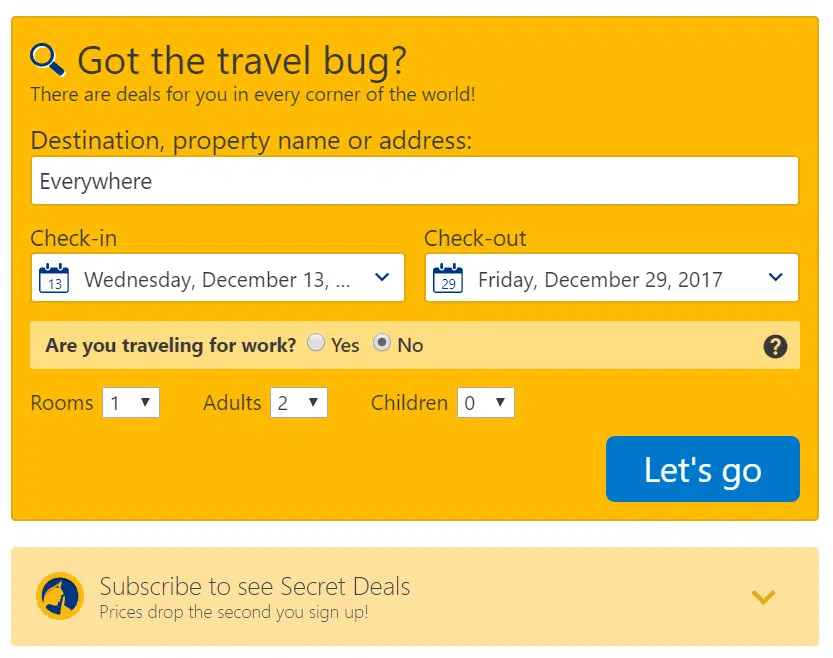 Got the travel bug?
There are deals for you in every corner of the world!
Destination, property name or address:
Everywhere
Check-in Check-out
13 Wednesday, December 13, ... 29 Friday, December 29, 2017
Are you traveling for work? Yes No ?
Rooms 1 Adults 2 Children 0
Let's go
Subscribe to see Secret Deals
Prices drop the second you sign up!